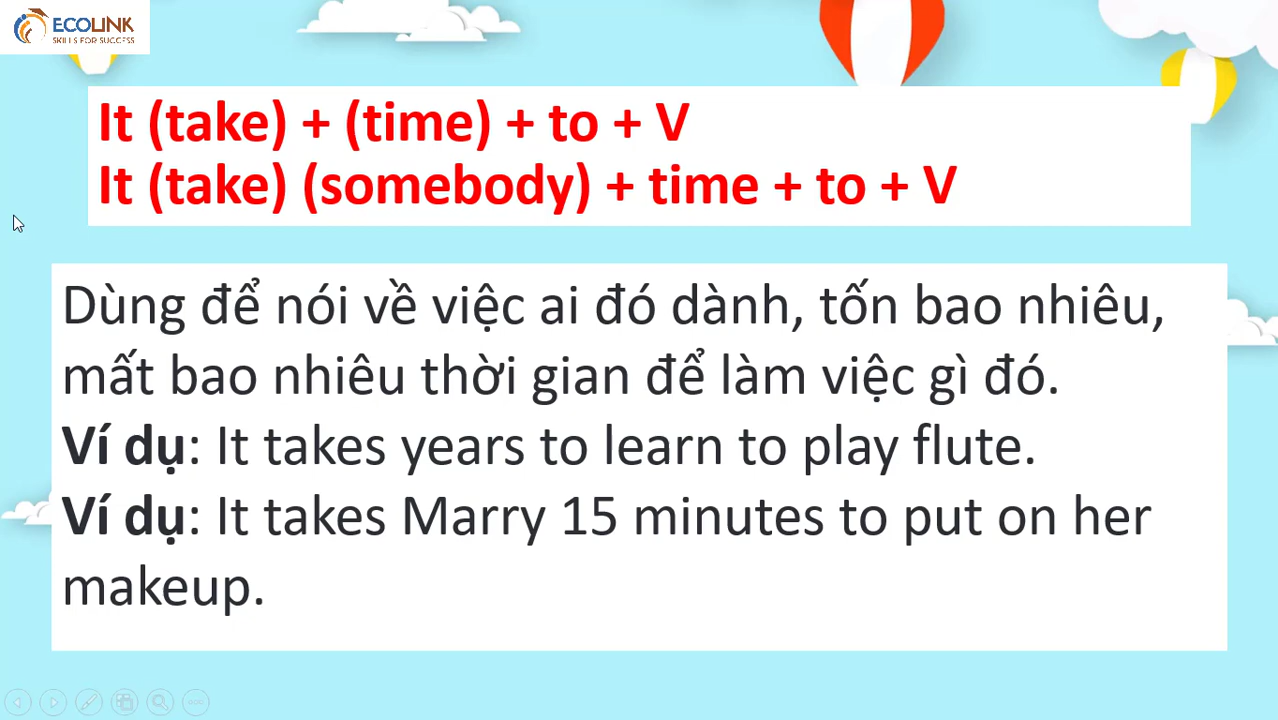 ECOLINK
SKILLS FOR SUCCESS
It (take) + (time) + to + V
It (take) (somebody) + time + to + V
Dùng để nói về việc ai đó dành, tốn bao nhiêu,
mất bao nhiêu thời gian để làm việc gì đó.
Ví dụ: It takes years to learn to play flute.
Ví dụ: It takes Marry 15 minutes to put on her
makeup.